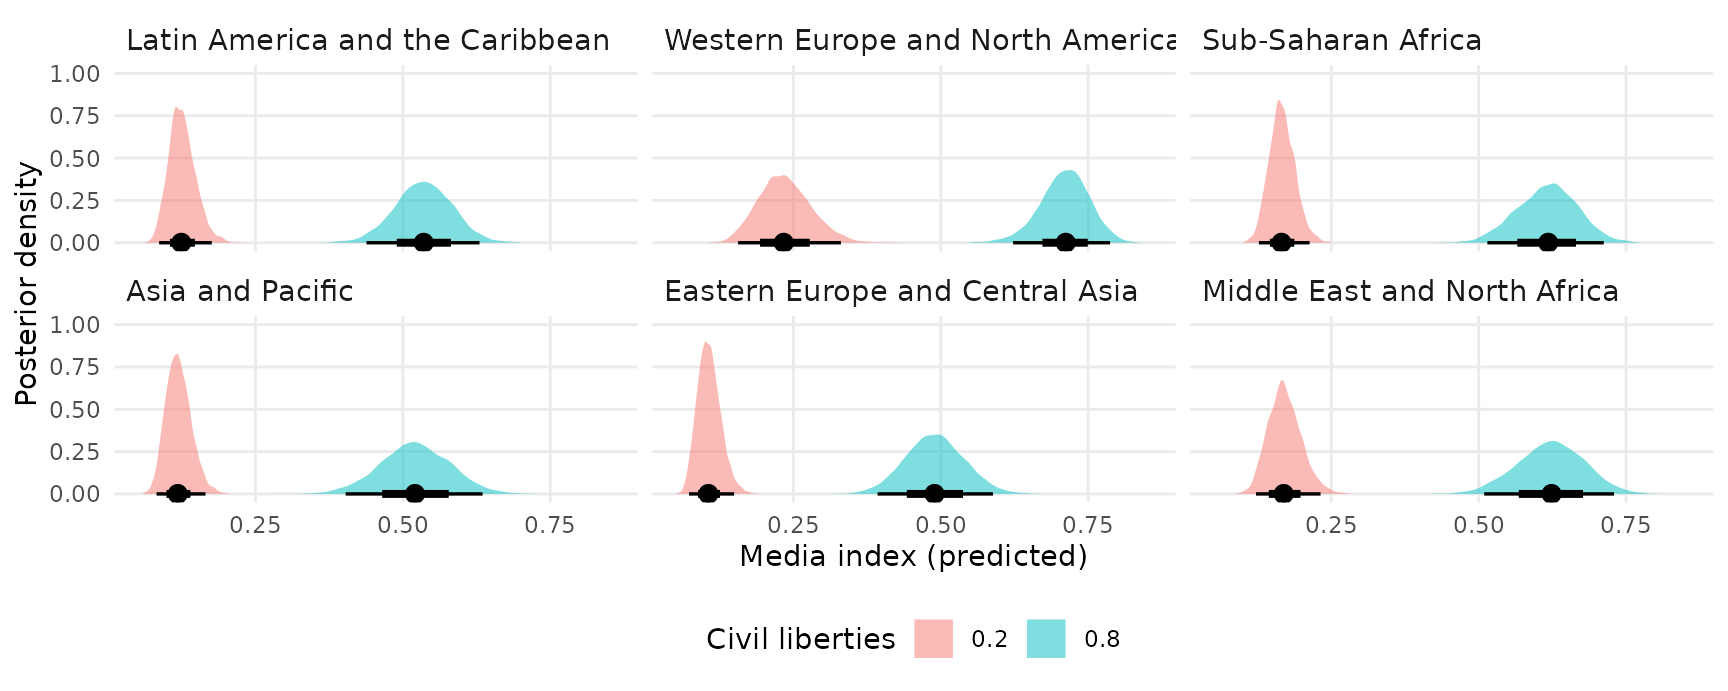 Latin America and the Caribbean
Western Europe and North America
Sub-Saharan Africa
1.00
0.75
0.50
0.25
0.00
Posterior density
Asia and Pacific
Eastern Europe and Central Asia
Middle East and North Africa
1.00
0.75
0.50
0.25
0.00
0.25 0.50 0.75
0.25 0.50 0.75
0.25 0.50 0.75
Media index (predicted)
Civil liberties 0.2 0.8